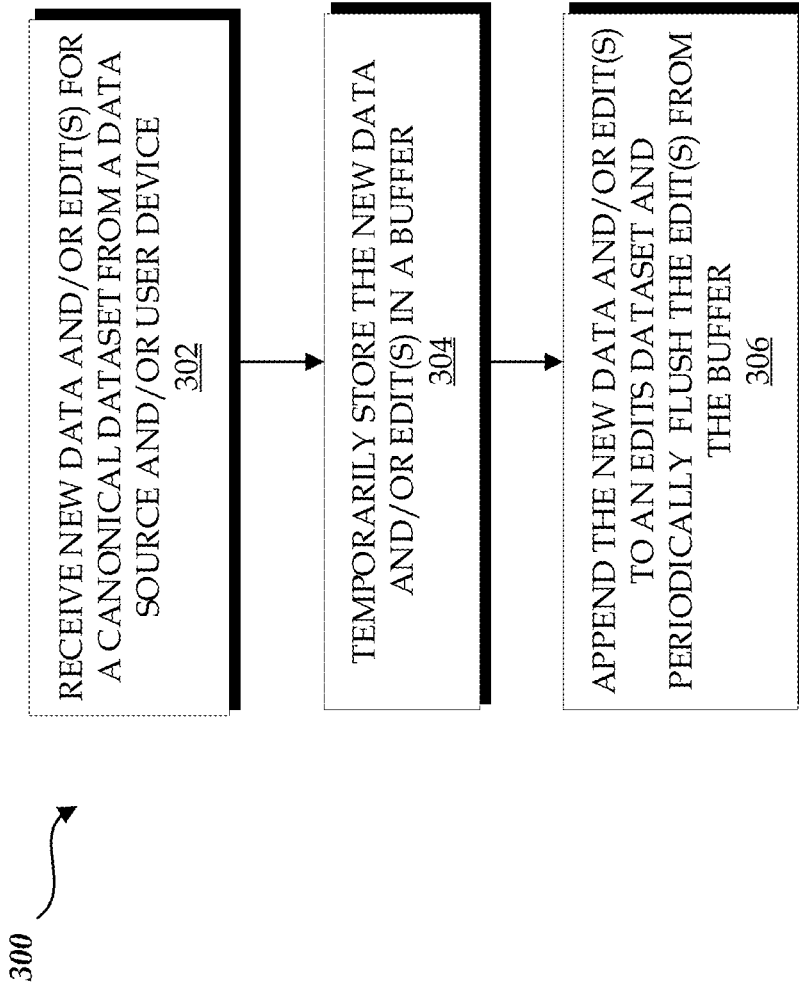 300
RECEIVE NEW DATA AND/OR EDIT(S) FOR
A CANONICAL DATASET FROM A DATA
SOURCE AND/OR USER DEVICE
302
TEMPORARILY STORE THE NEW DATA
AND/OR EDIT(S) IN A BUFFER
304
APPEND THE NEW DATA AND/OR EDIT(S)
TO AN EDITS DATASET AND
PERIODICALLY FLUSH THE EDIT(S) FROM
THE BUFFER
306